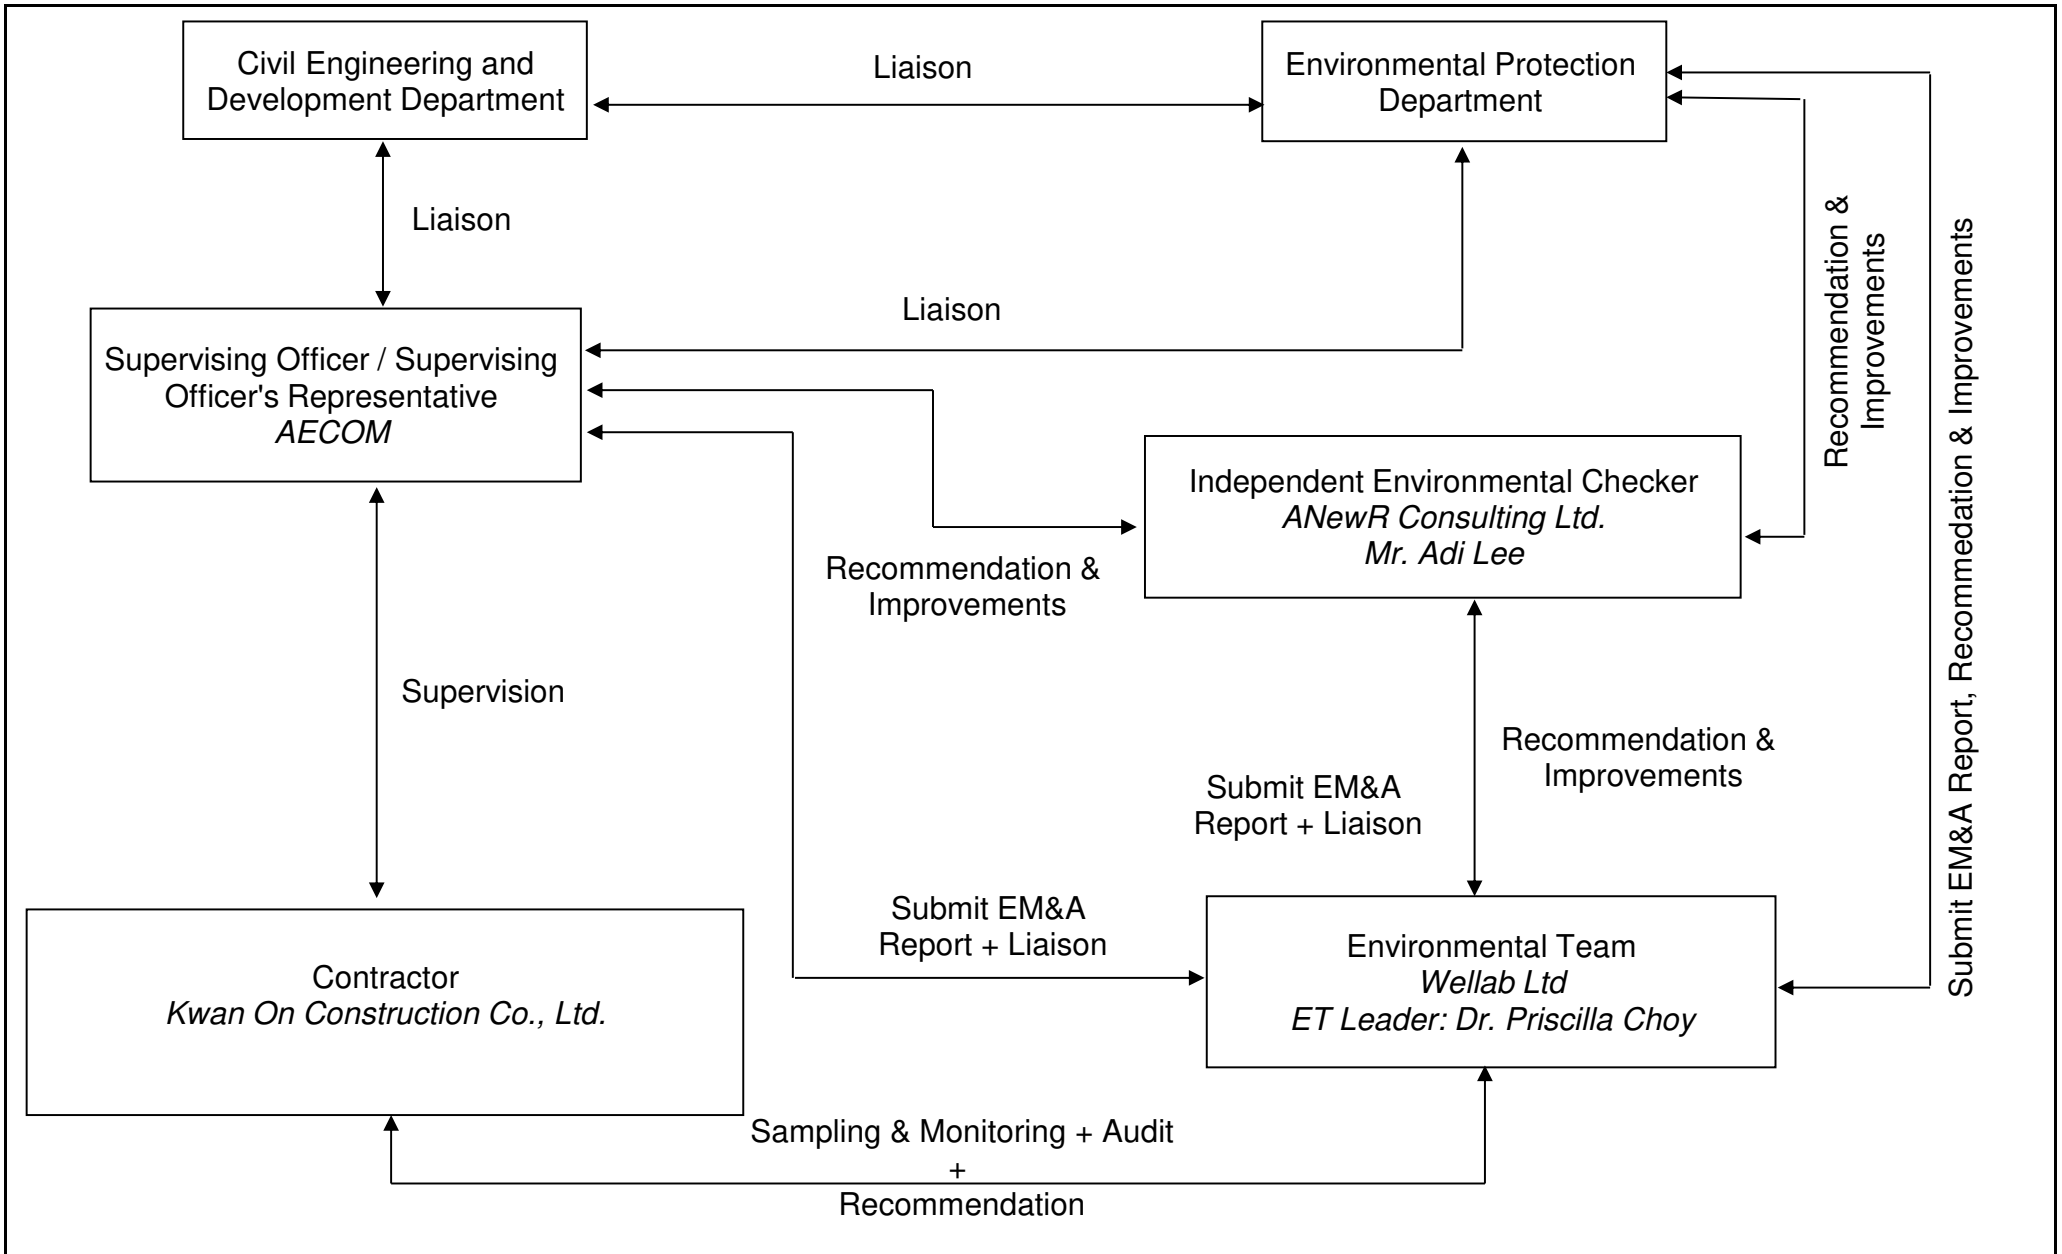 Civil Engineering and
Development Department
Liaison
Environmental Protection
Department
Liaison
Liaison
Recommendation &
Improvements
Submit EM&A Report, Recommedation & Improvements
Supervising Officer / Supervising
Officer's Representative
AECOM
Independent Environmental Checker
ANewR Consulting Ltd.
Mr. Adi Lee
Recommendation &
Improvements
Supervision
Recommendation &
Improvements
Submit EM&A
Report + Liaison
Submit EM&A
Report + Liaison
Contractor
Kwan On Construction Co., Ltd.
Environmental Team
Wellab Ltd
ET Leader: Dr. Priscilla Choy
Sampling & Monitoring + Audit
+
Recommendation